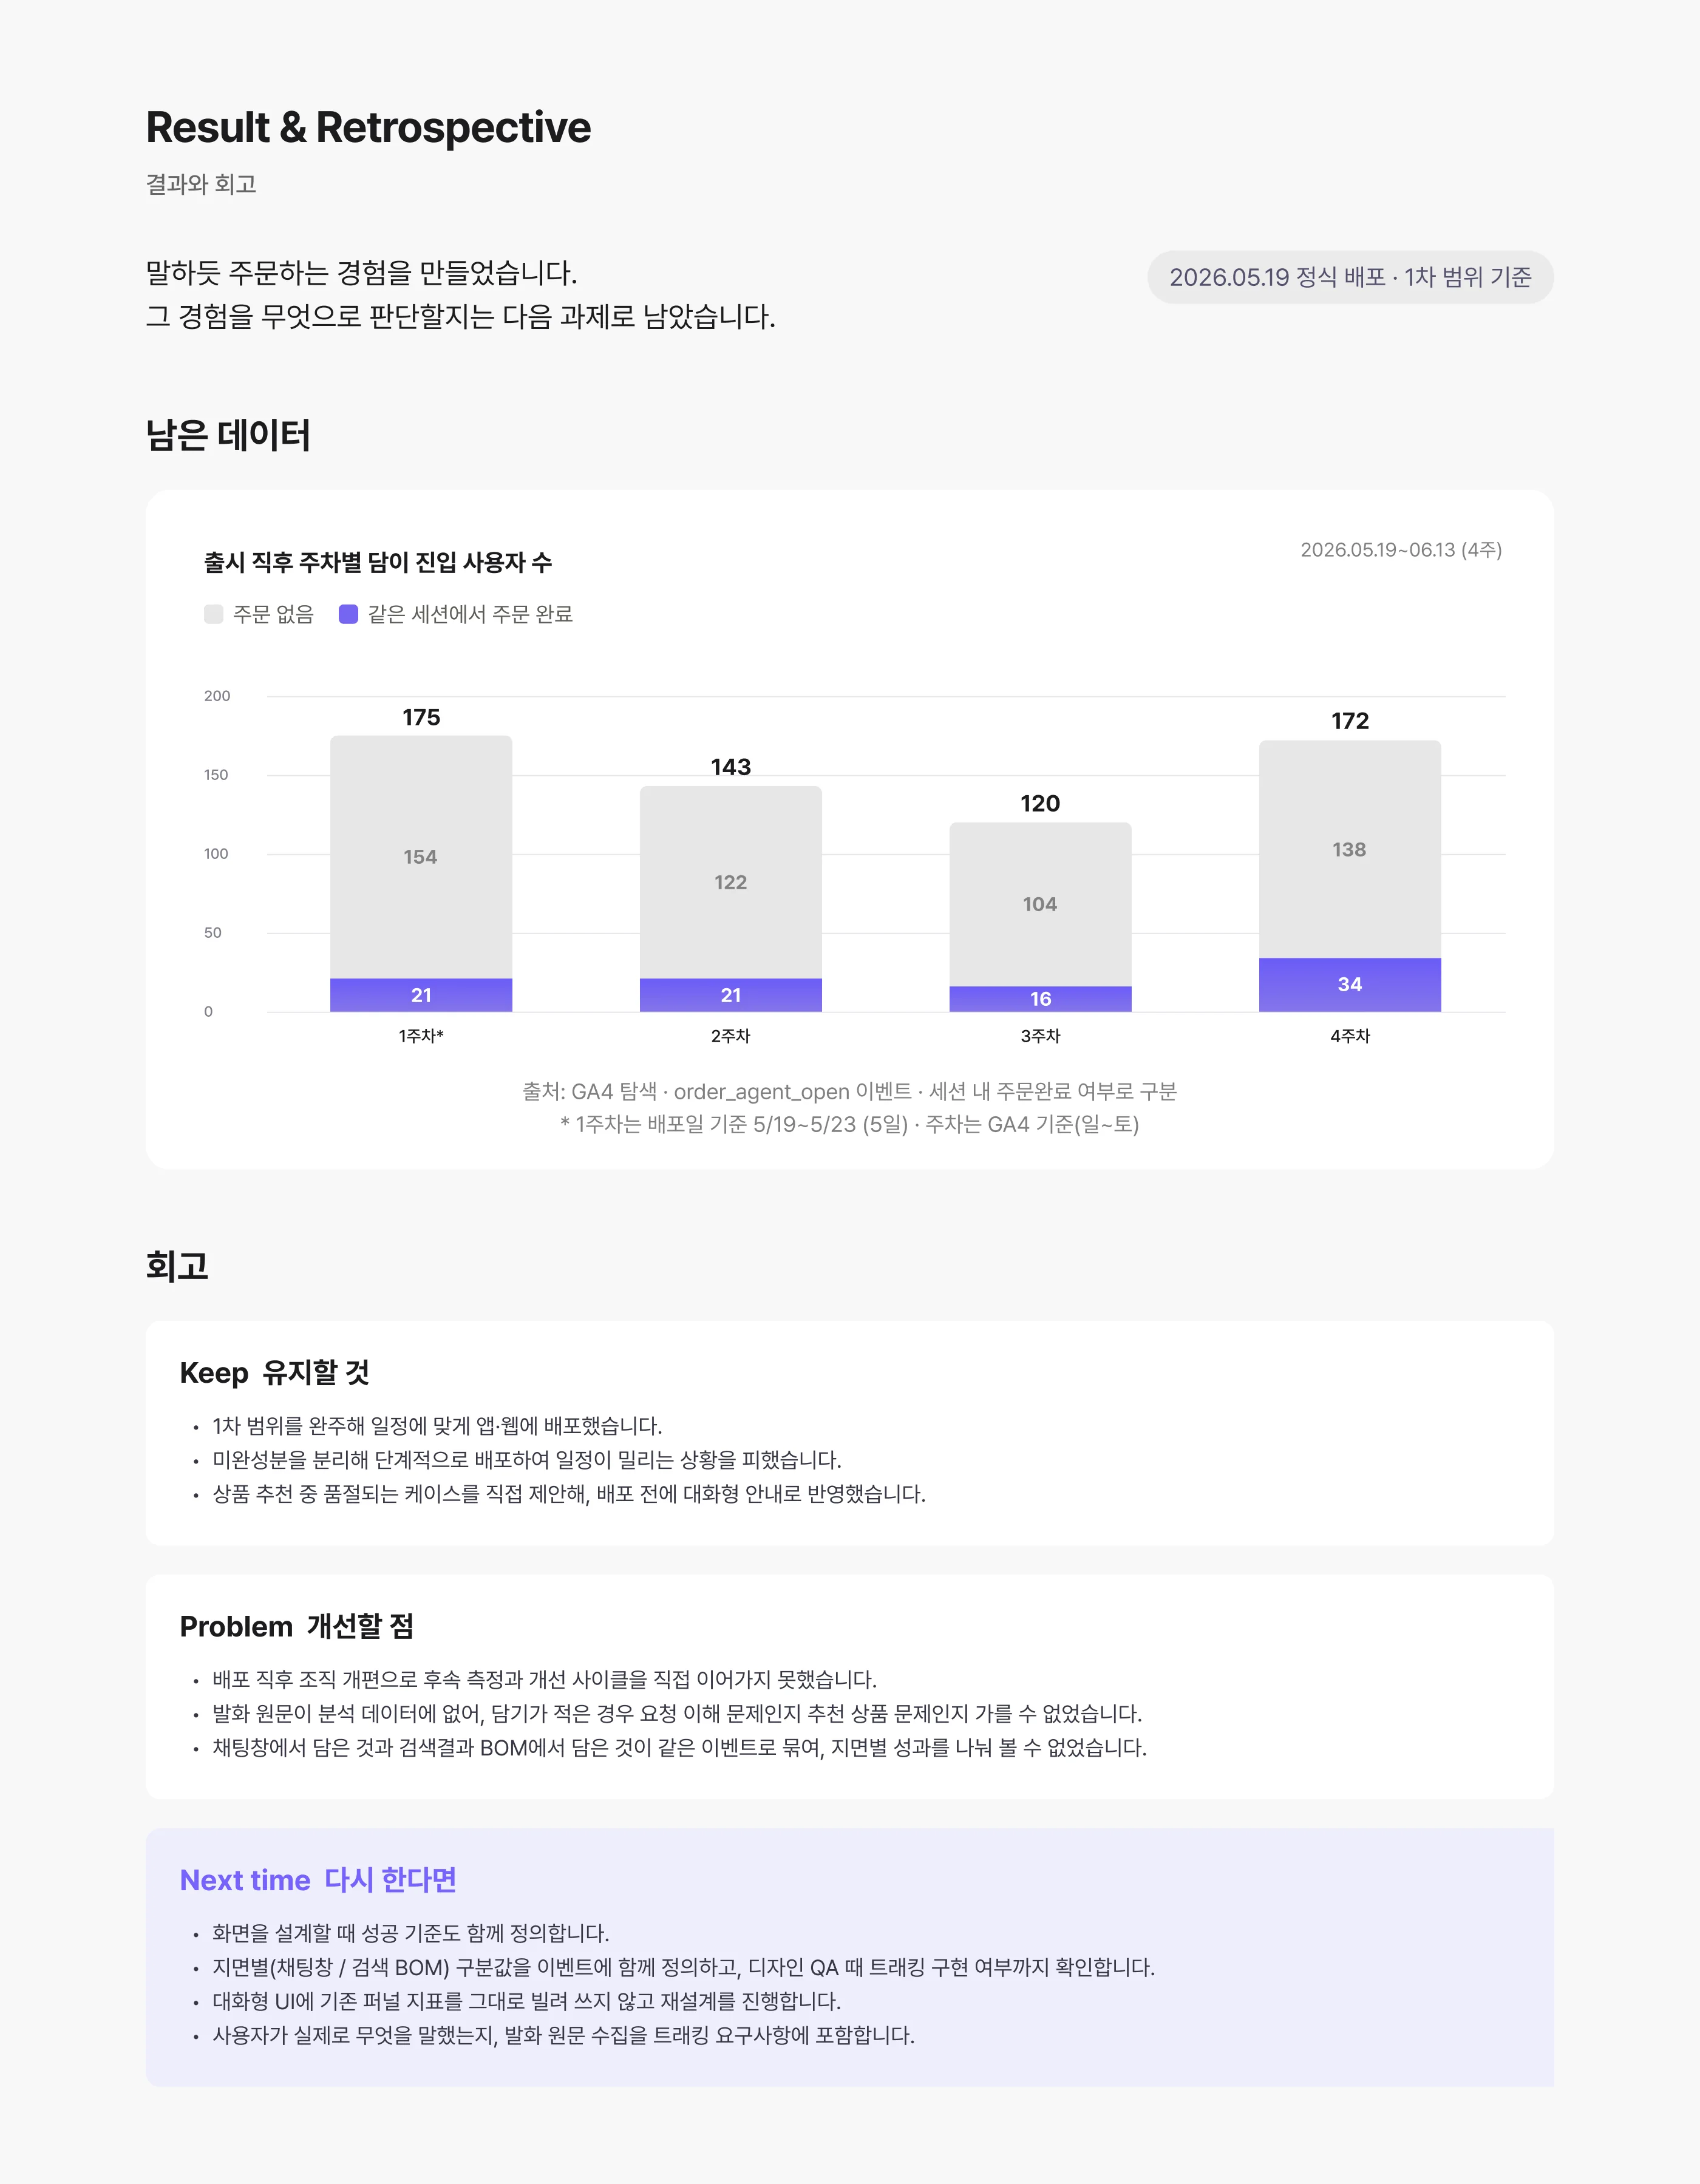 Result & Retrospective
결과와 회고
말하듯 주문하는 경험을 만들었습니다.
그 경험을 무엇으로 판단할지는 다음 과제로 남았습니다.
2026.05.19 정식 배포 · 1차 범위 기준
남은 데이터
출시 직후 주차별 담이 진입 사용자 수
2026.05.19~06.13 (4주)
주문 없음
같은 세션에서 주문 완료
200
150
100
50
0
175
154
21
1주차*
143
122
21
2주차
120
104
16
3주차
172
138
34
4주차
출처: GA4 탐색 · order_agent_open 이벤트 · 세션 내 주문완료 여부로 구분
* 1주차는 배포일 기준 5/19~5/23 (5일) · 주차는 GA4 기준(일~토)
회고
Keep 유지할 것
• 1차 범위를 완주해 일정에 맞게 앱·웹에 배포했습니다.
• 미완성분을 분리해 단계적으로 배포하여 일정이 밀리는 상황을 피했습니다.
• 상품 추천 중 품절되는 케이스를 직접 제안해, 배포 전에 대화형 안내로 반영했습니다.
Problem 개선할 점
• 배포 직후 조직 개편으로 후속 측정과 개선 사이클을 직접 이어가지 못했습니다.
• 발화 원문이 분석 데이터에 없어, 담기가 적은 경우 요청 이해 문제인지 추천 상품 문제인지 가를 수 없었습니다.
• 채팅창에서 담은 것과 검색결과 BOM에서 담은 것이 같은 이벤트로 묶여, 지면별 성과를 나눠 볼 수 없었습니다.
Next time 다시 한다면
• 화면을 설계할 때 성공 기준도 함께 정의합니다.
• 지면별(채팅창 / 검색 BOM) 구분값을 이벤트에 함께 정의하고, 디자인 QA 때 트래킹 구현 여부까지 확인합니다.
• 대화형 UI에 기존 퍼널 지표를 그대로 빌려 쓰지 않고 재설계를 진행합니다.
• 사용자가 실제로 무엇을 말했는지, 발화 원문 수집을 트래킹 요구사항에 포함합니다.